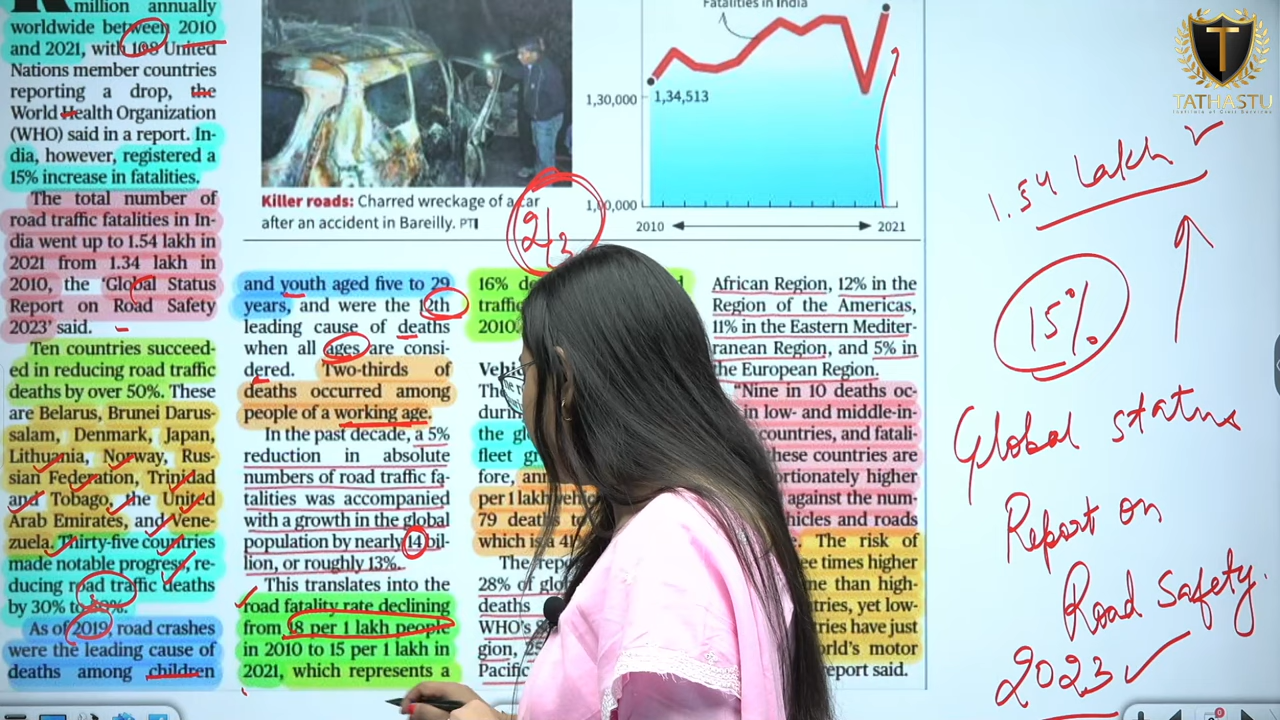 million annually
worldwide between 2010
and 2021, with 108 United
Nations member countries
reporting a drop, the
World Health Organization
(WHO) said in a report. In-
dia, however, registered a
15% increase in fatalities.
The total number of
road traffic fatalities in In-
dia went up to 1.54 lakh in
2021 from 1.34 lakh in
2010, the ‘Global Status
Report on Road Safety
2023’ said.
Ten countries succeed-
ed in reducing road traffic
deaths by over 50%. These
are Belarus, Brunei Darus-
salam, Denmark, Japan,
Lithuania, Norway, Rus-
sian Federation, Trinidad
and Tobago, the United
Arab Emirates, and Vene-
zuela. Thirty-five countries
made notable progress, re-
ducing road traffic deaths
by 30% to 50%.
As of 2019, road crashes
were the leading cause of
deaths among children
Killer roads: Charred wreckage of a car
after an accident in Bareilly. PTI
Fatalities in India
1,30,000
1,34,513
2010
2021
2/3
and youth aged five to 29
years, and were the 12th
leading cause of deaths
when all ages are consi-
dered. Two-thirds of
deaths occurred among
people of a working age.
In the past decade, a 5%
reduction in absolute
numbers of road traffic fa-
talities was accompanied
with a growth in the global
population by nearly 14 bil-
lion, or roughly 13%.
This translates into the
road fatality rate declining
from 18 per 1 lakh people
in 2010 to 15 per 1 lakh in
2021, which represents a
16%
2010
the
fleet
fore,
per 1 lakh
79 deaths
which is a
28% of
deaths
WHO's
Pacific
African Region, 12% in the
Region of the Americas,
11% in the Eastern Mediter-
ranean Region, and 5% in
the European Region.
“Nine in 10 deaths oc-
in low- and middle-in-
countries, and fatali-
these countries are
higher
against the num-
and roads
The risk of
times higher
than high-
yet low-
have just
motor
report said.
TATHASTU
Institute of Civil Services
1.54 lakh
15%
Global status
Report on
Road Safety.
2023